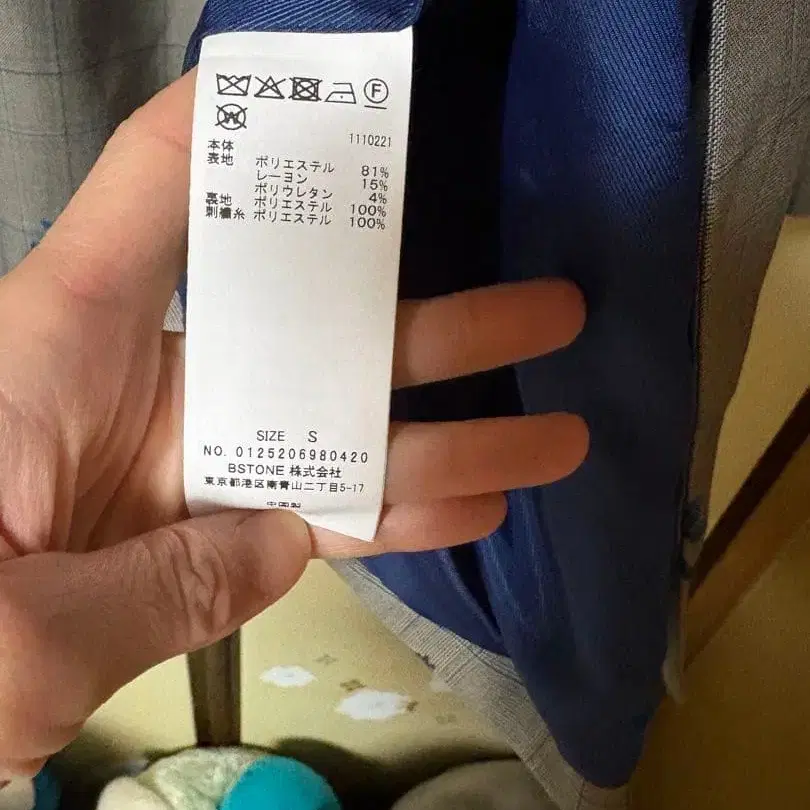 F
W
1110221
本体
表地 ポリエステル 81%
レーヨン 15%
ポリウレタン 4%
裏地 ポリエステル 100%
刺繍糸 ポリエステル 100%
SIZE S
NO. 0125206980420
BSTONE 株式会社
東京都港区南青山二丁目5-17